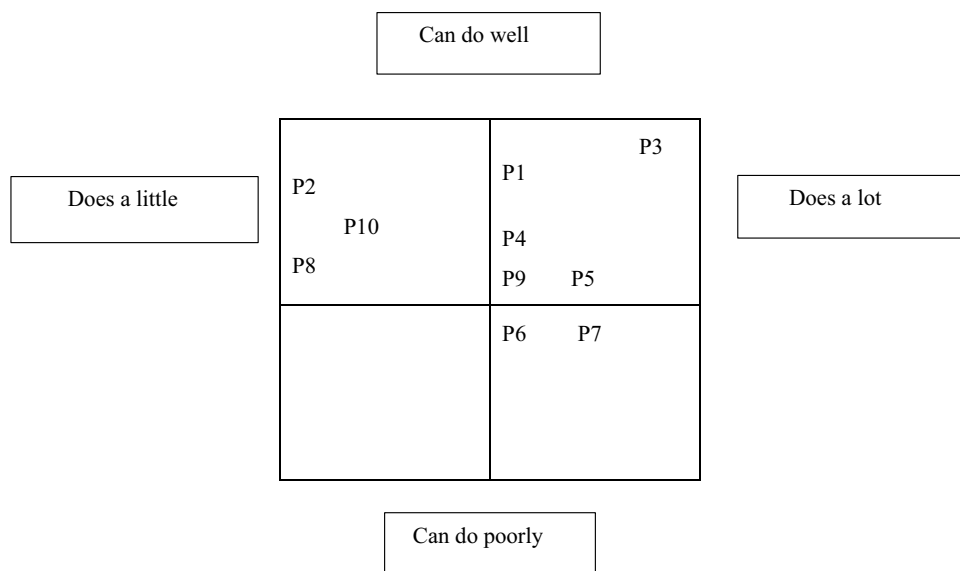 Can do well
P3
P1
Does a little
P2
Does a lot
P10
P4
P8
P9 P5
P6 P7
Can do poorly